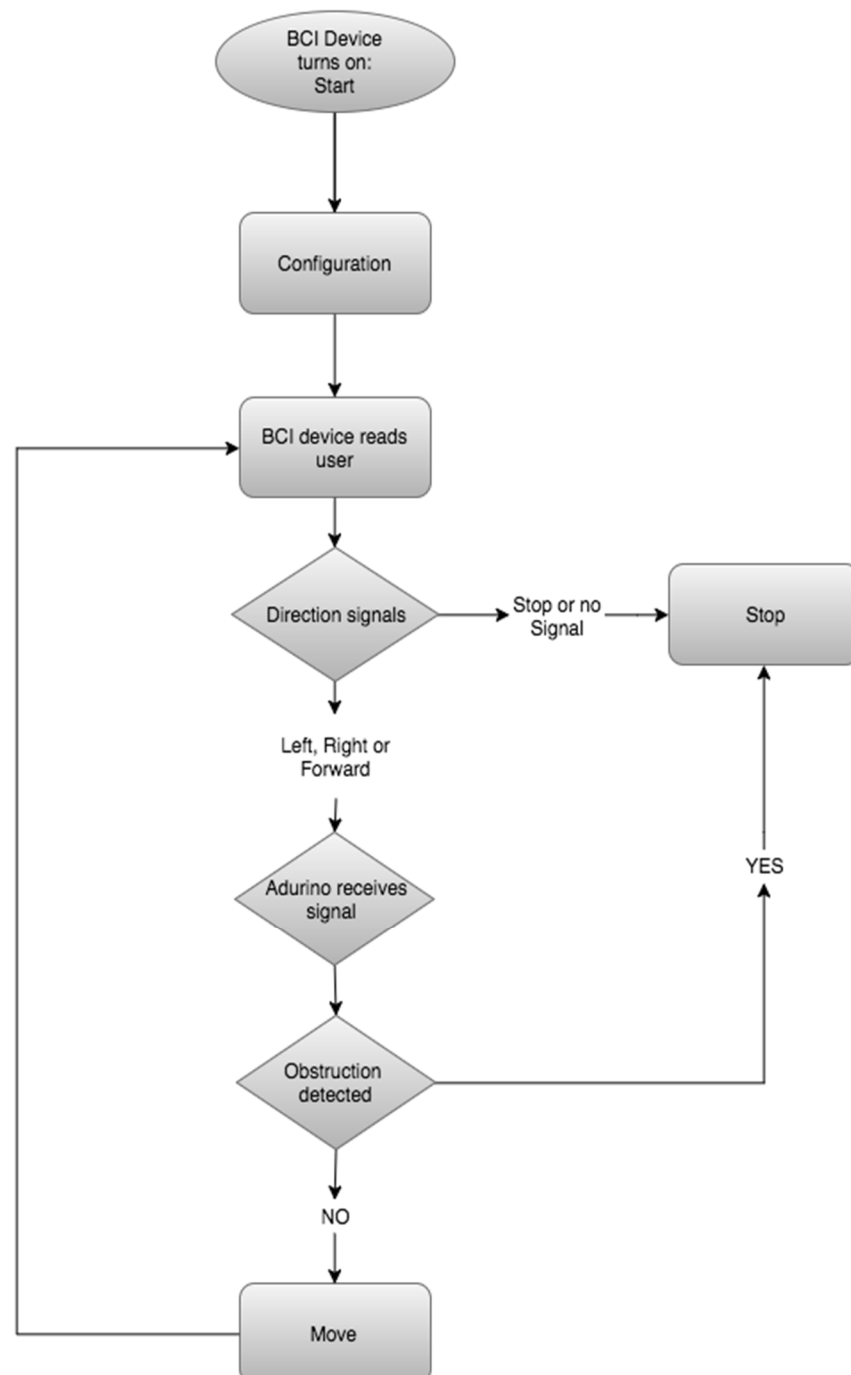 BCI Device
turns on:
Start
Configuration
BCI device reads
user
Direction signals
Stop or no
Signal
Stop
Left, Right or
Forward
Adurino receives
signal
YES
Obstruction
detected
NO
Move